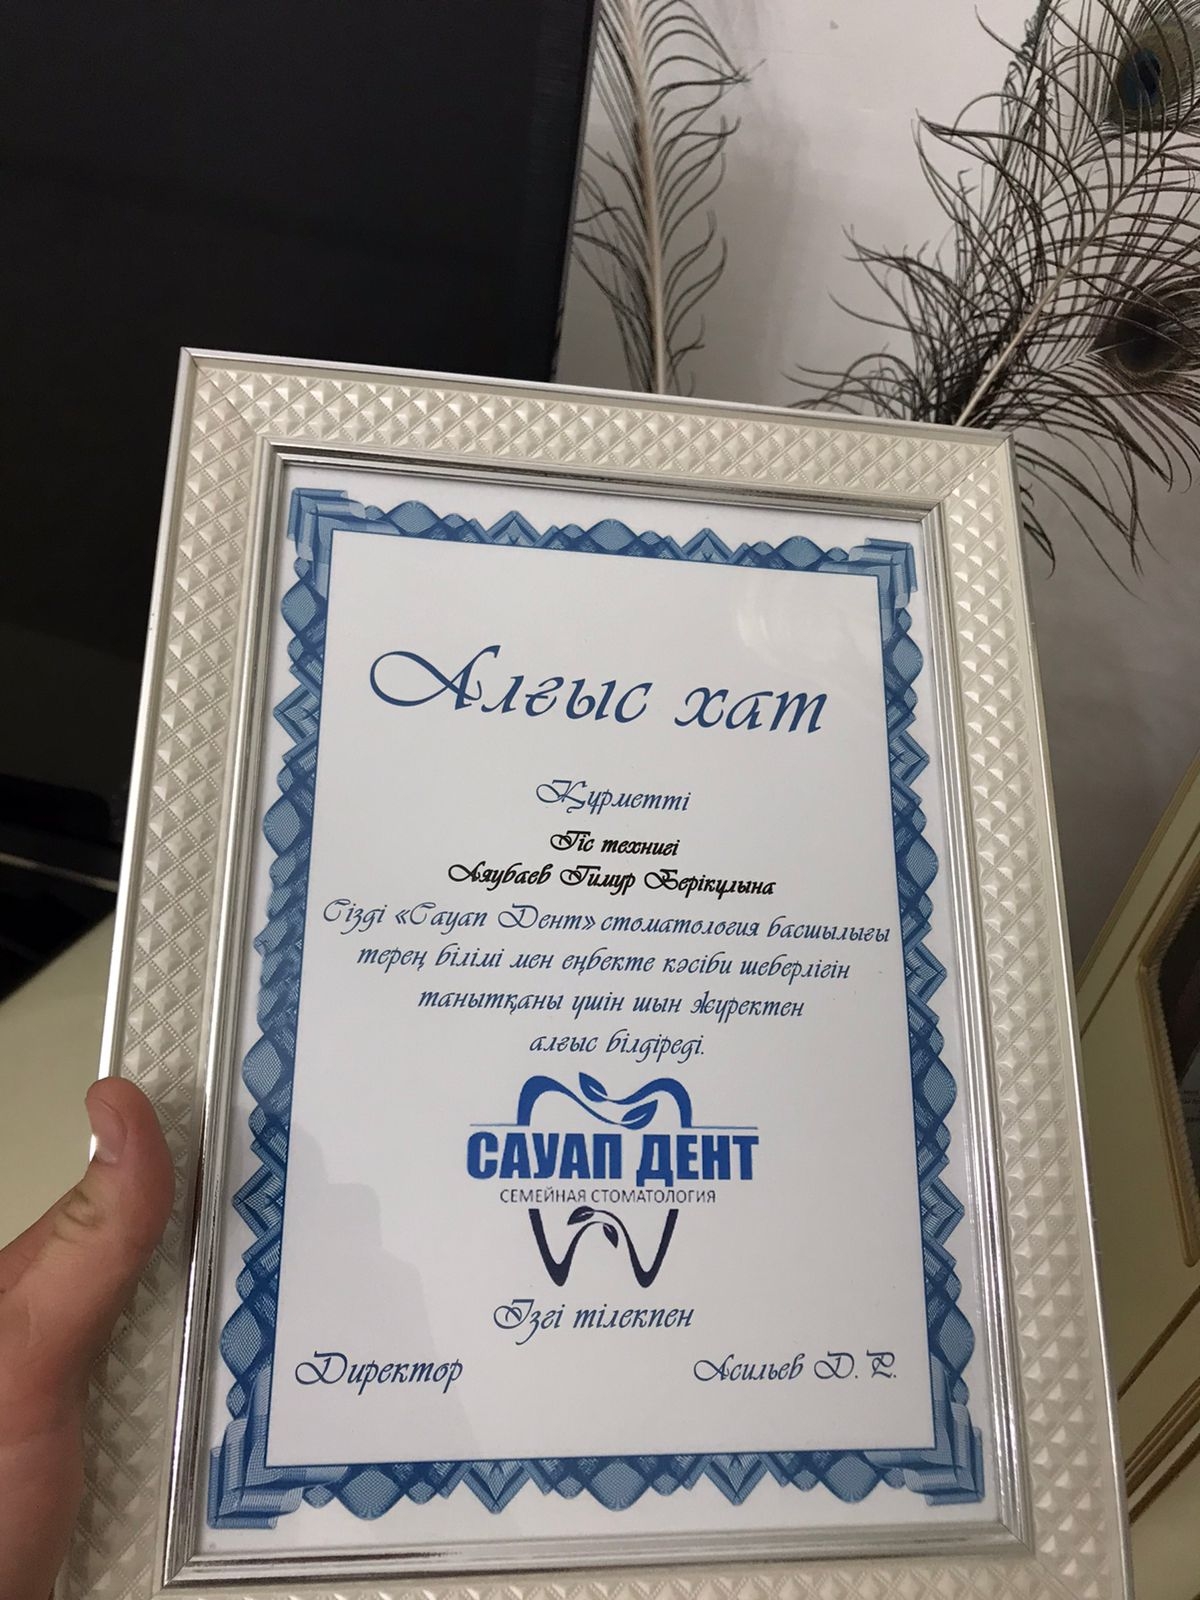 Алғыс хат
Құрметті
Тіс технигі
Аяубаев Тимур Берікұлына
Сізді «Сауап Дент» стоматология басшылығы
терең білімі мен еңбекте кәсіби шеберлігін
танытқаны үшін шын жүректен
алғыс білдіреді.
САУАП ДЕНТ
СЕМЕЙНАЯ СТОМАТОЛОГИЯ
Ізгі тілекпен
Директор Асильев Д. Р.